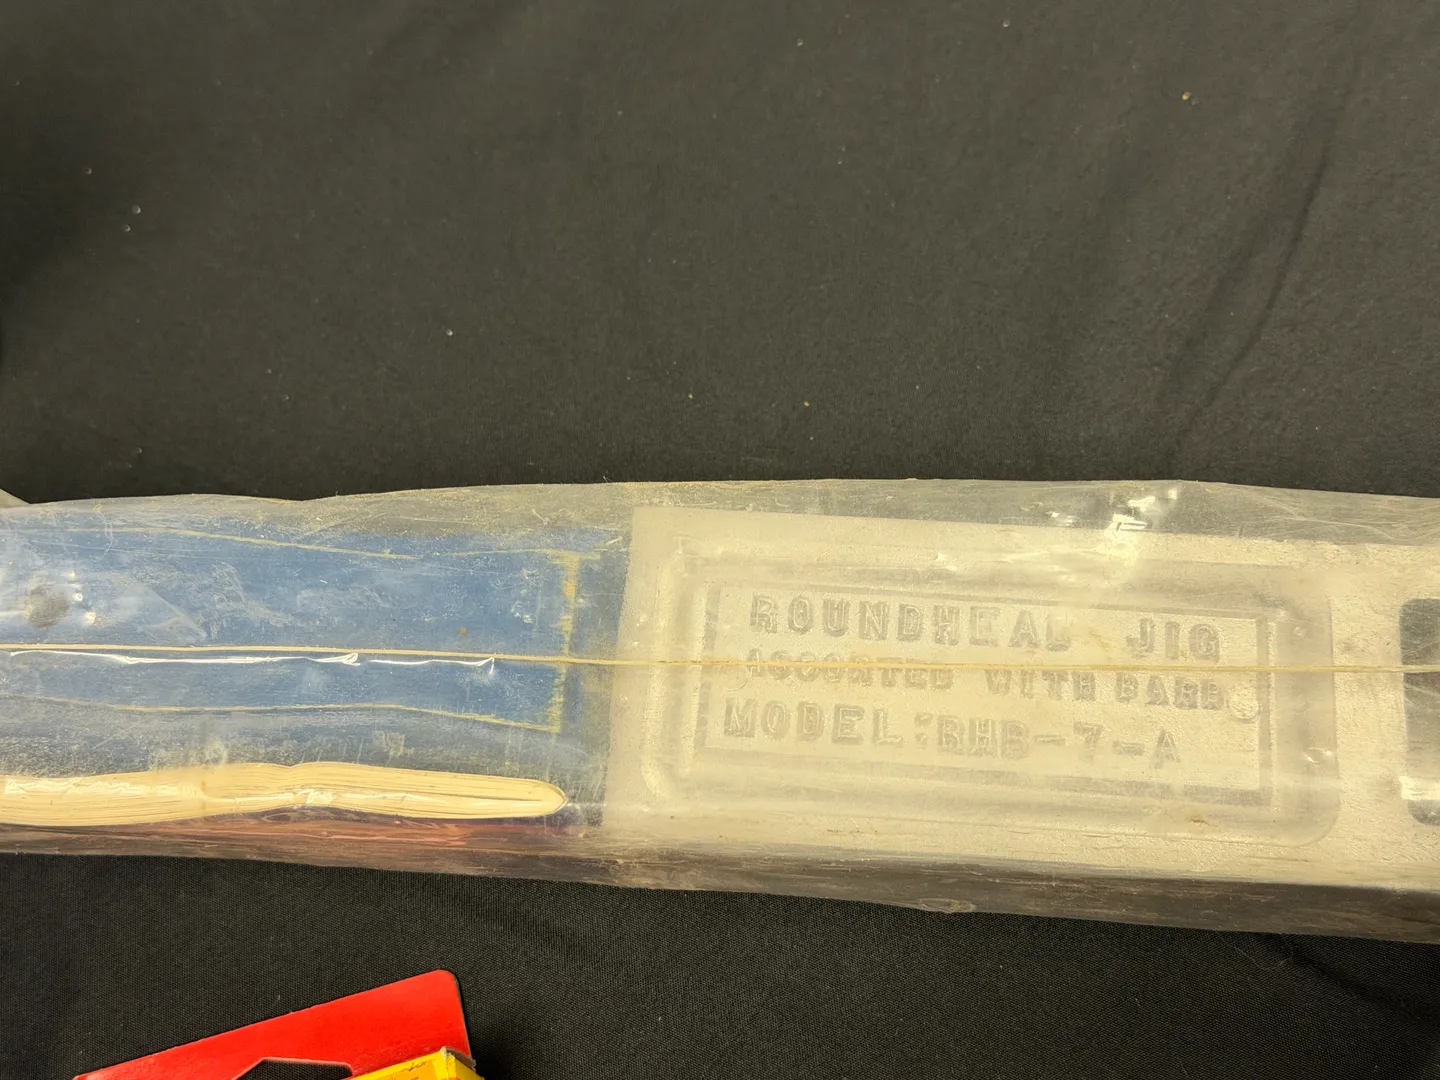 ROUNDHEAD JIG
ASSORTED WITH BARB
MODEL:RHB-7-A